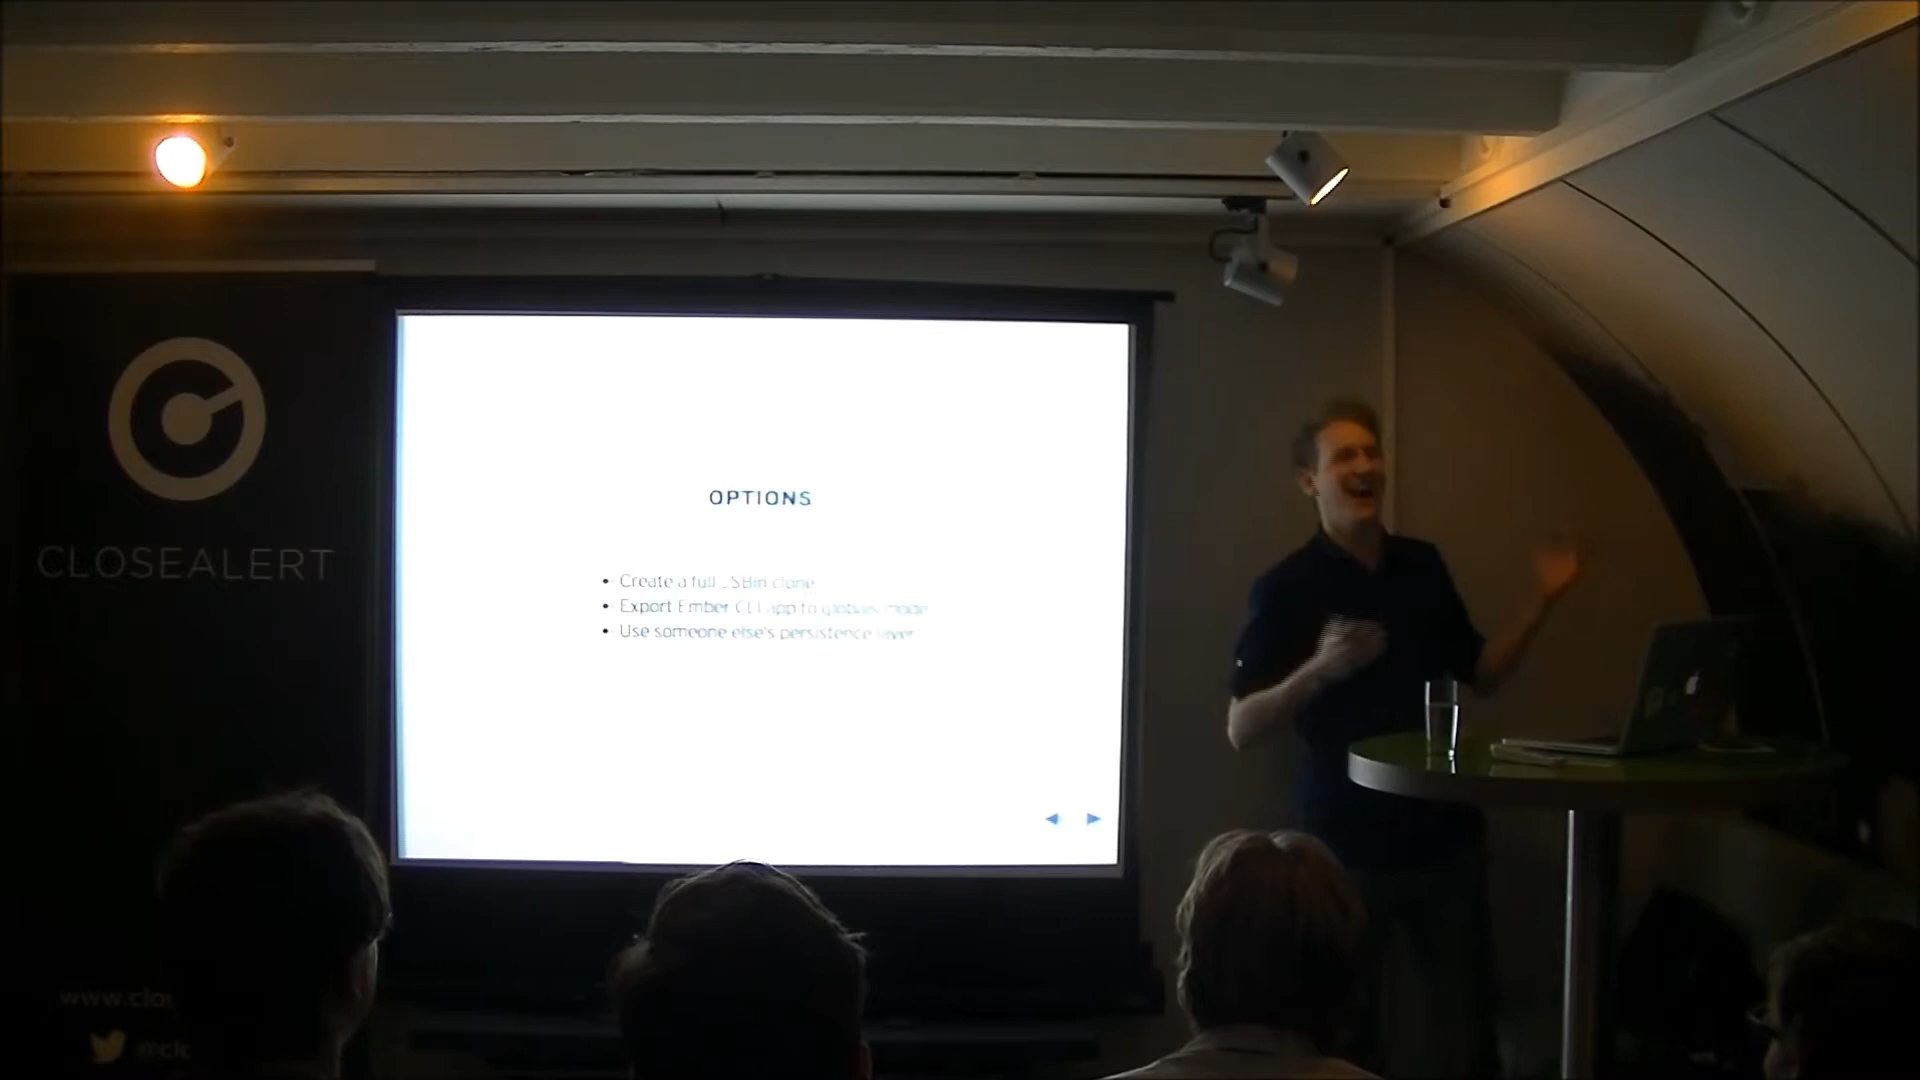 CLOSEALERT
OPTIONS
• Create a full JSBin clone
• Export Ember CLI app to globals mode
• Use someone else's persistence layer
www.clos
@clo